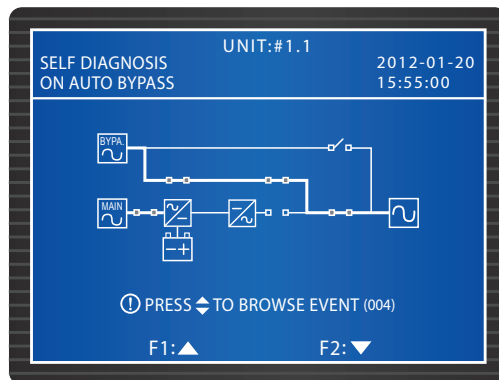 UNIT:#1.1
SELF DIAGNOSIS
2012-01-20
ON AUTO BYPASS
15:55:00
BYPA.
MAIN
PRESS TO BROWSE EVENT (004)
F1:
F2: